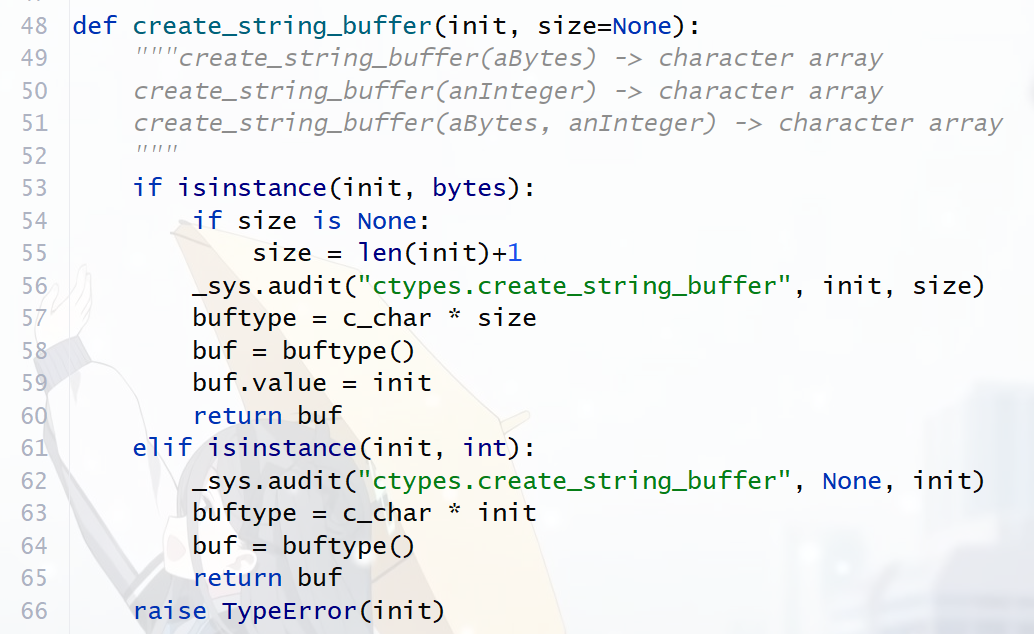 48 def create_string_buffer(init, size=None):
49     """create_string_buffer(aBytes) -> character array
50     create_string_buffer(anInteger) -> character array
51     create_string_buffer(aBytes, anInteger) -> character array
52     """
53     if isinstance(init, bytes):
54         if size is None:
55             size = len(init)+1
56         _sys.audit("ctypes.create_string_buffer", init, size)
57         buftype = c_char * size
58         buf = buftype()
59         buf.value = init
60         return buf
61     elif isinstance(init, int):
62         _sys.audit("ctypes.create_string_buffer", None, init)
63         buftype = c_char * init
64         buf = buftype()
65         return buf
66     raise TypeError(init)